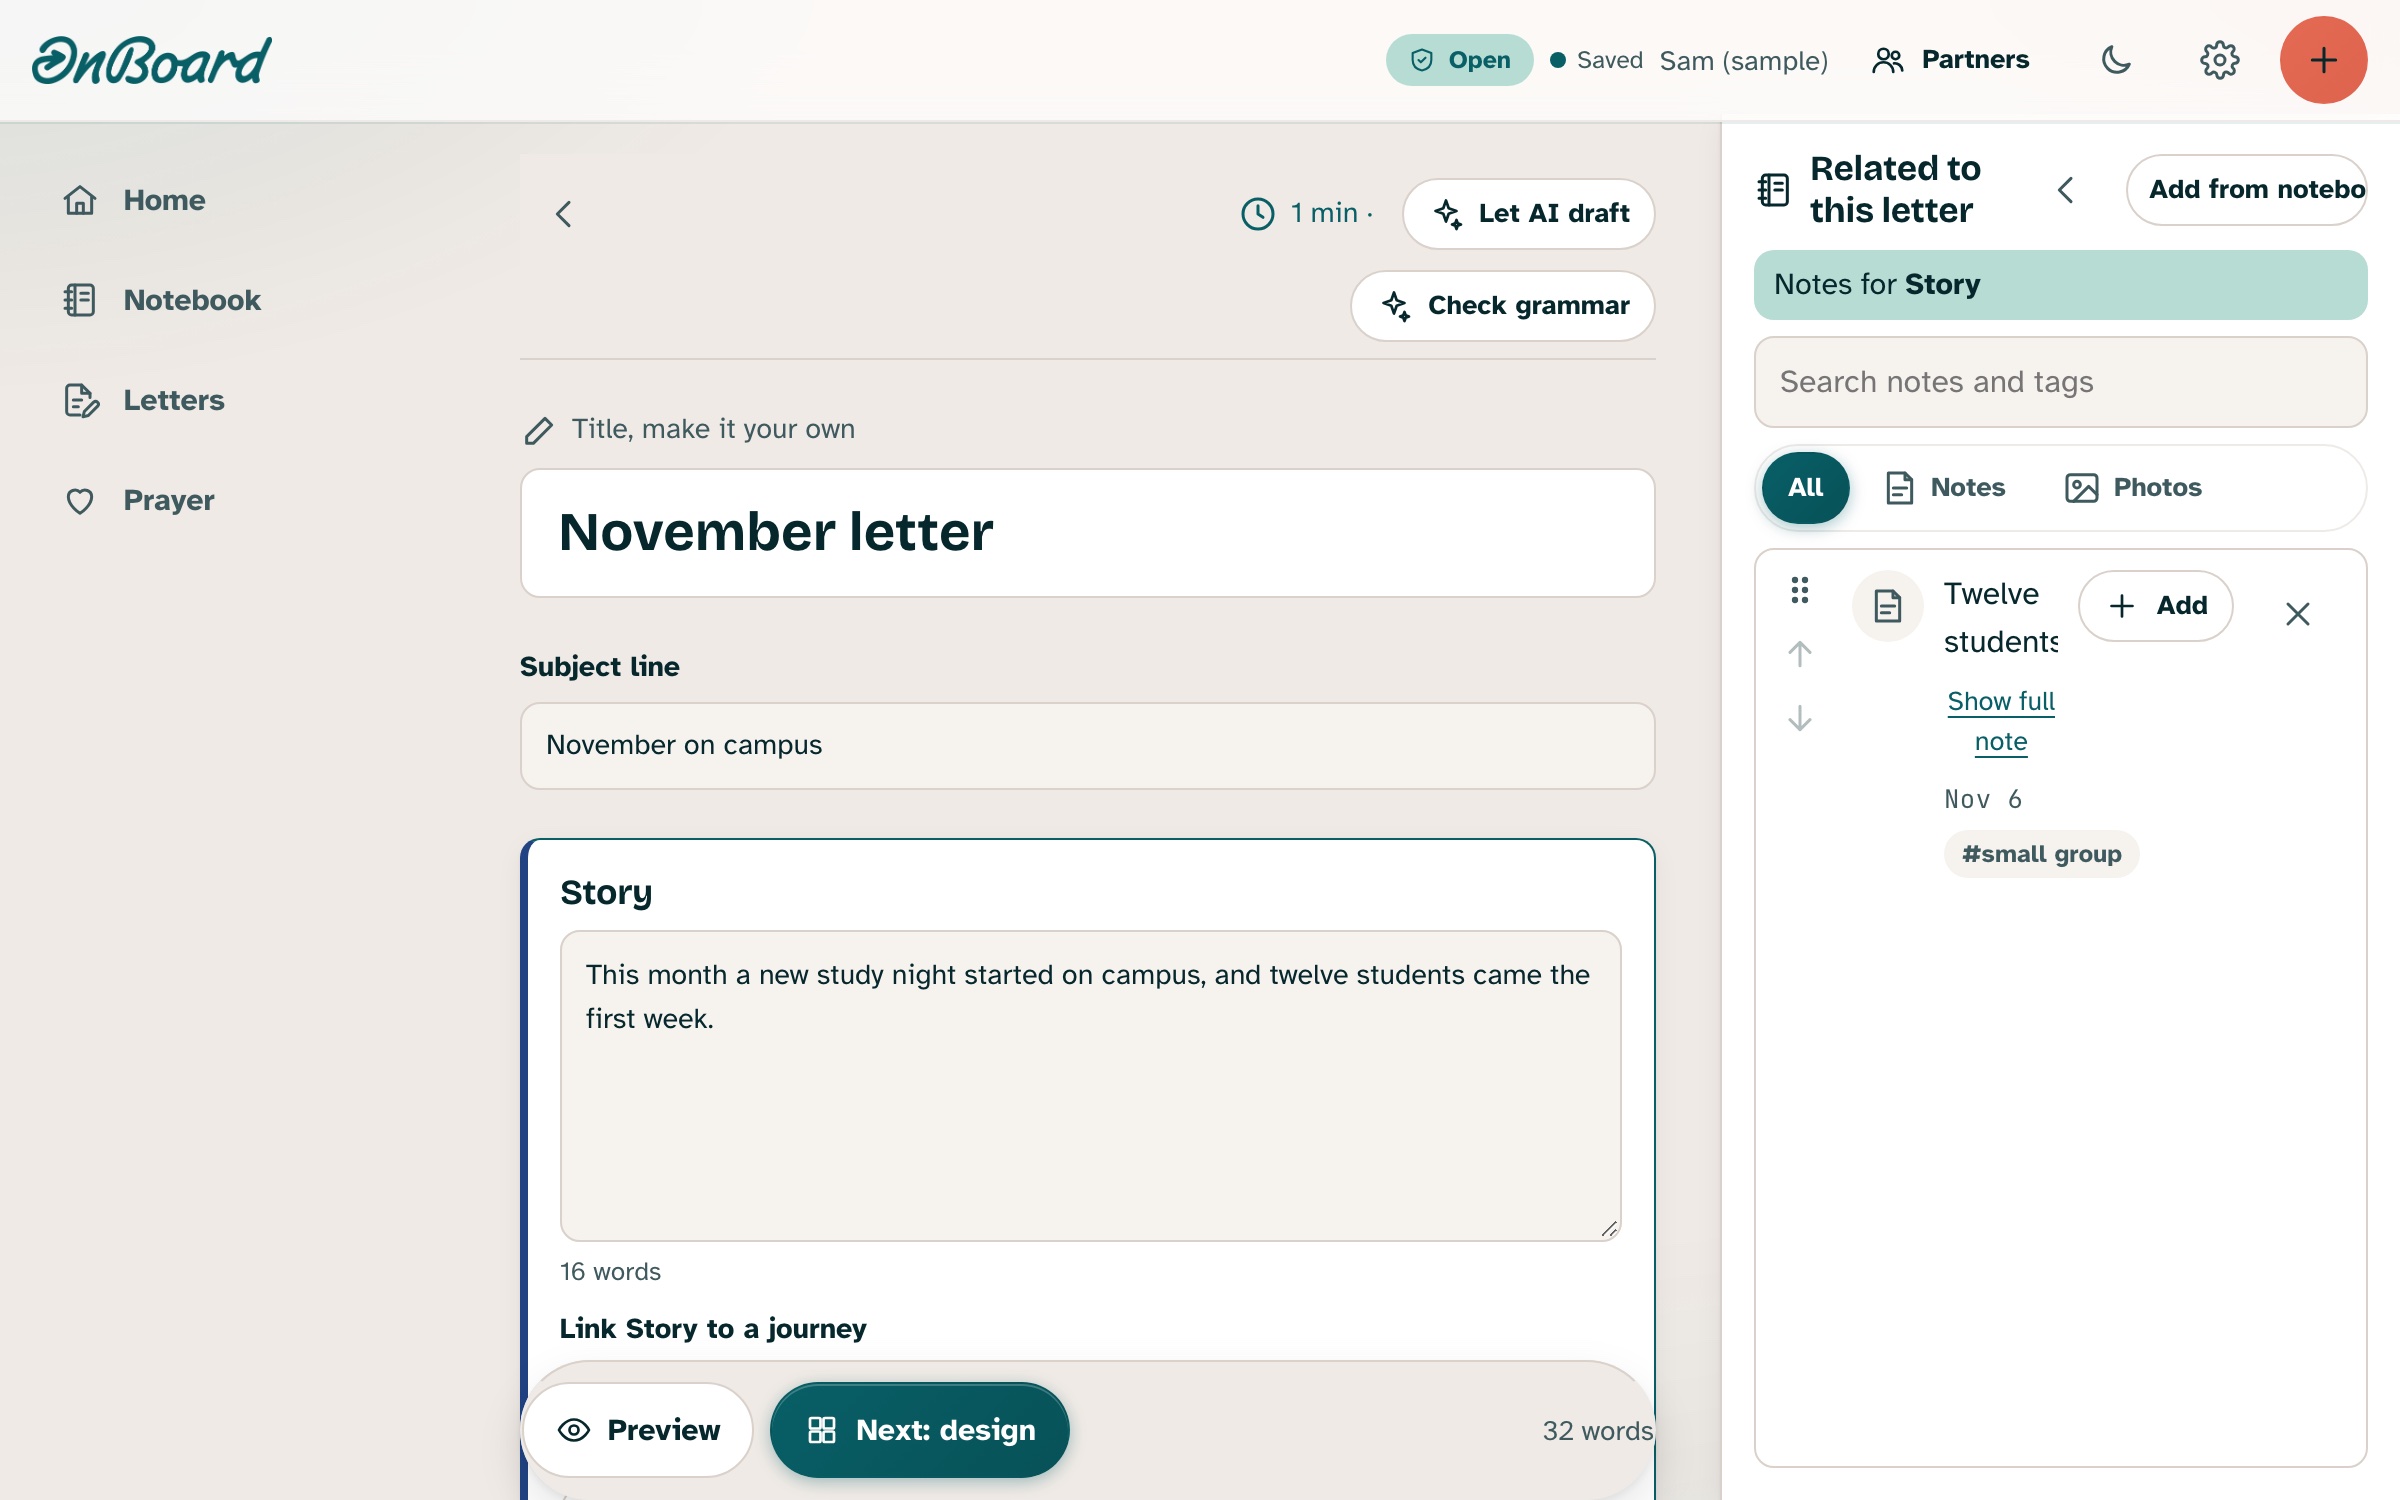 OnBoard
Open
Saved
Sam (sample)
Partners
Home
Notebook
Letters
Prayer
1 min ·
Let AI draft
Check grammar
Title, make it your own
November letter
Subject line
November on campus
Story
This month a new study night started on campus, and twelve students came the
first week.
16 words
Link Story to a journey
Preview
Next: design
32 words
Related to
this letter
Add from notebo
Notes for Story
Search notes and tags
All
Notes
Photos
Twelve
students
Add
Show full
note
Nov 6
#small group